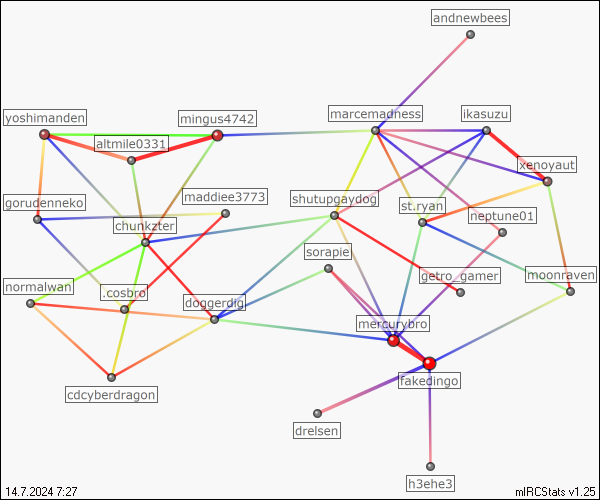 andnewbees
yoshimanden
mingus4742
marcemadness
ikasuzu
altmile0331
xenoyaut
gorudenneko
maddiee3773
shutupgaydog
st.ryan
neptune01
chunkzter
sorapie
getro_gamer
moonraven
normalwan
.cosbro
doggerdig
mercurybro
cdcyberdragon
fakedingo
drelsen
h3ehe3
14.7.2024 7:27
mIRCStats v1.25